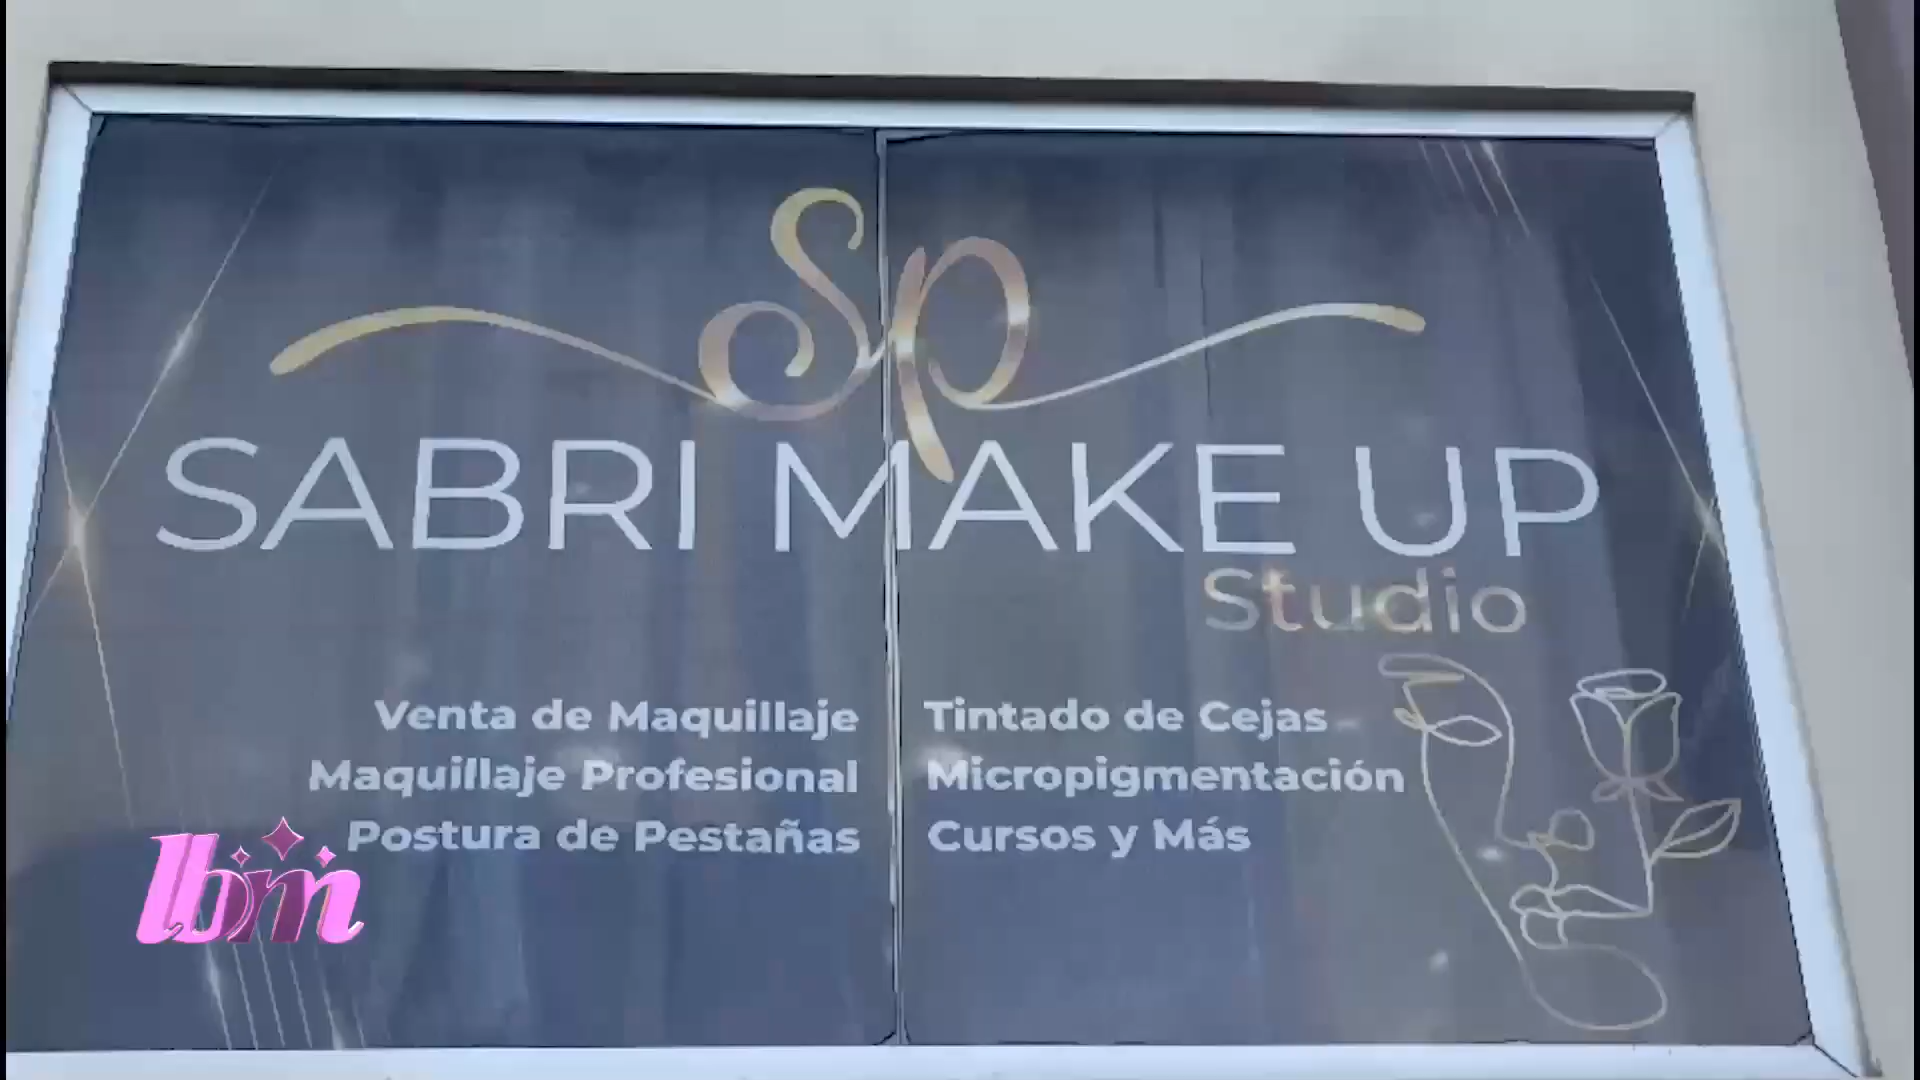 Sp
SABRI MAKE UP
Studio
Venta de Maquillaje
Maquillaje Profesional
Postura de Pestañas
Tintado de Cejas
Micropigmentación
Cursos y Más
lbm